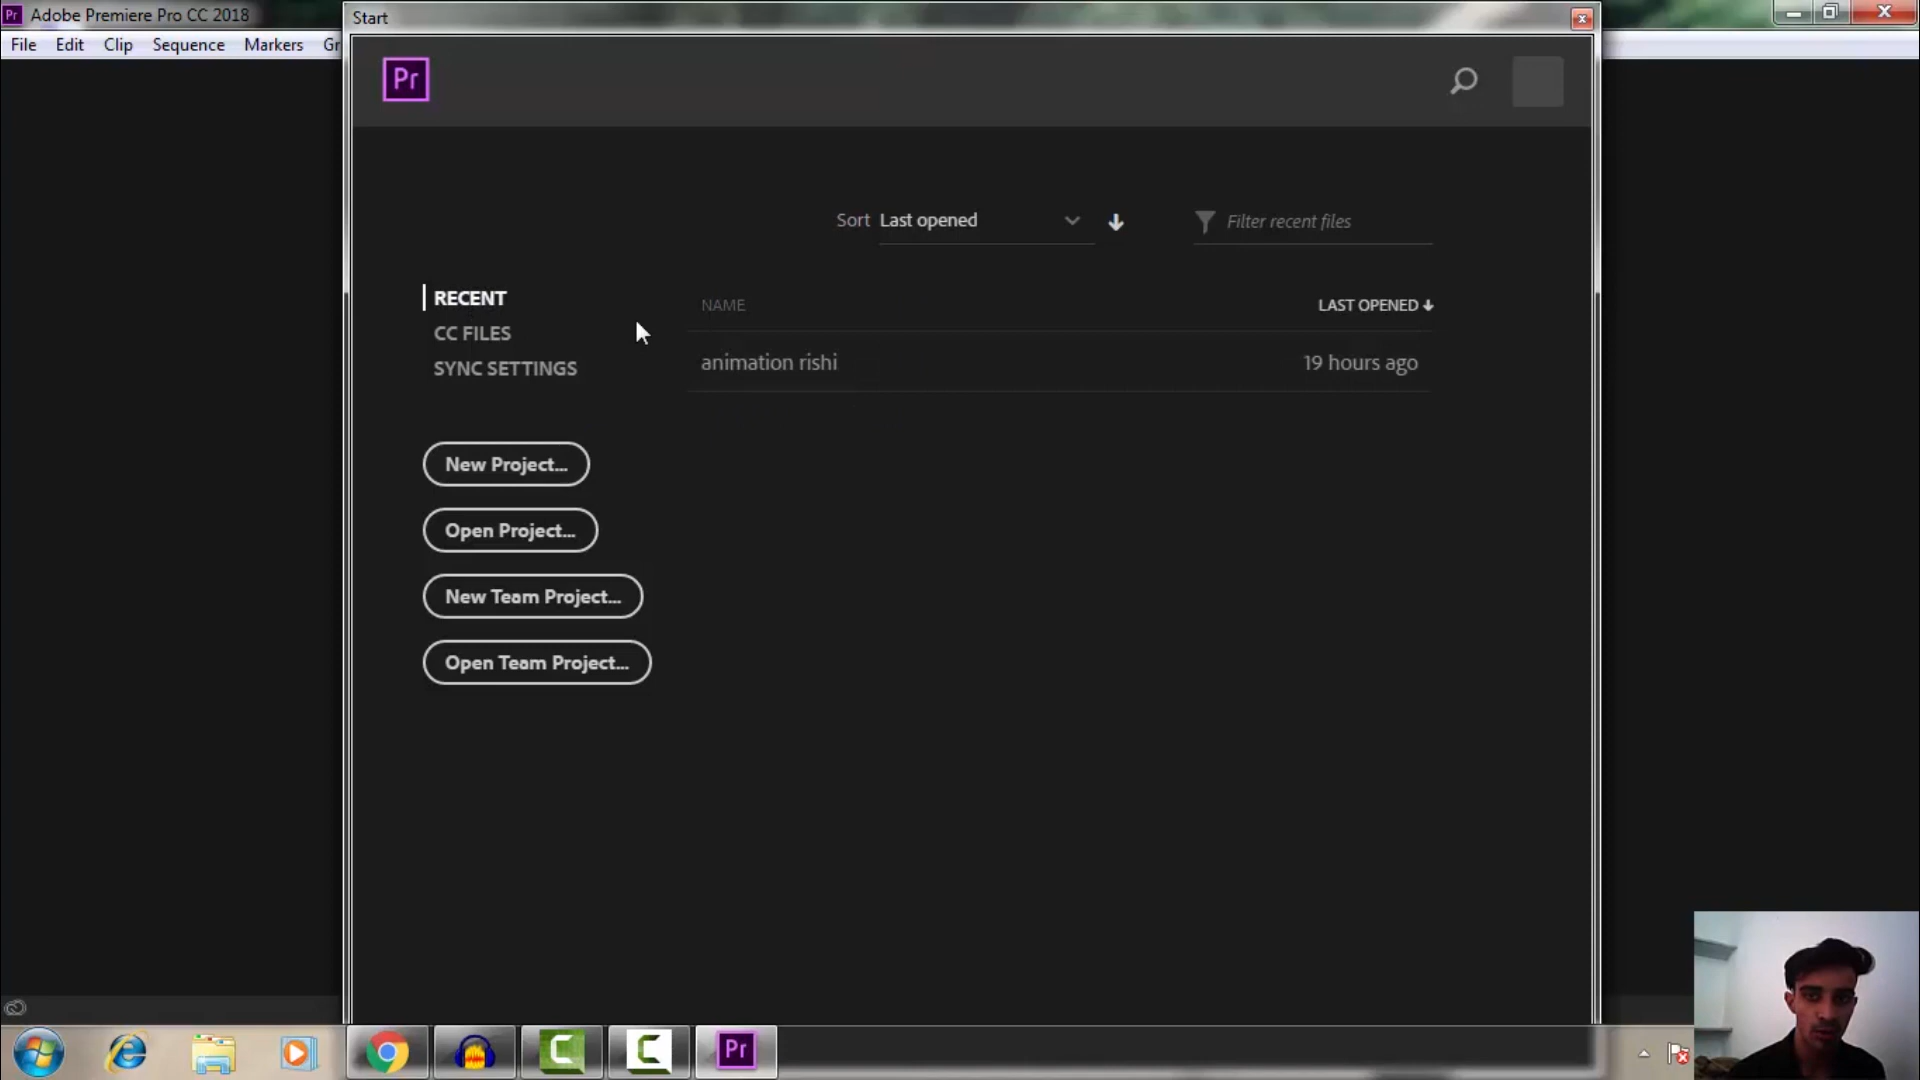 Adobe Premiere Pro CC 2018
Start
File Edit Clip Sequence Markers Gr
Pr
Sort Last opened
Filter recent files
RECENT
CC FILES
SYNC SETTINGS
NAME LAST OPENED
animation rishi 19 hours ago
New Project...
Open Project...
New Team Project...
Open Team Project...
Pr